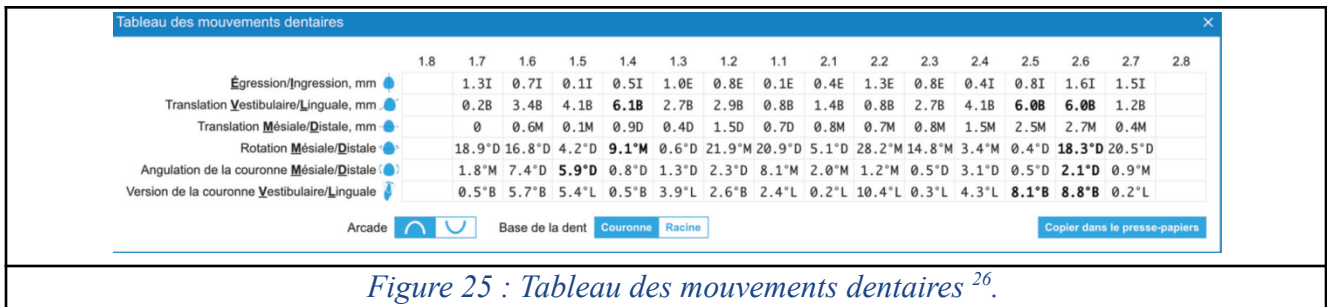 Tableau des mouvements dentaires ×
1.8 1.7 1.6 1.5 1.4 1.3 1.2 1.1 2.1 2.2 2.3 2.4 2.5 2.6 2.7 2.8
Égression/Ingression, mm 1.3I 0.7I 0.1I 0.5I 1.0E 0.8E 0.1E 0.4E 1.3E 0.8E 0.4I 0.8I 1.6I 1.5I
Translation Vestibulaire/Linguale, mm 0.2B 3.4B 4.1B 6.1B 2.7B 2.9B 0.8B 1.4B 0.8B 2.7B 4.1B 6.0B 6.0B 1.2B
Translation Mésiale/Distale, mm 0 0.6M 0.1M 0.9D 0.4D 1.5D 0.7D 0.8M 0.7M 0.8M 1.5M 2.5M 2.7M 0.4M
Rotation Mésiale/Distale 18.9°D 16.8°D 4.2°D 9.1°M 0.6°D 21.9°M 20.9°D 5.1°D 28.2°M 14.8°M 3.4°M 0.4°D 18.3°D 20.5°D
Angulation de la couronne Mésiale/Distale 1.8°M 7.4°D 5.9°D 0.8°D 1.3°D 2.3°D 8.1°M 2.0°M 1.2°M 0.5°D 3.1°D 0.5°D 2.1°D 0.9°M
Version de la couronne Vestibulaire/Linguale 0.5°B 5.7°B 5.4°L 0.5°B 3.9°L 2.6°B 2.4°L 0.2°L 10.4°L 0.3°L 4.3°L 8.1°B 8.8°B 0.2°L
Arcade Base de la dent Couronne Racine Copier dans le presse-papiers
Figure 25 : Tableau des mouvements dentaires 26.